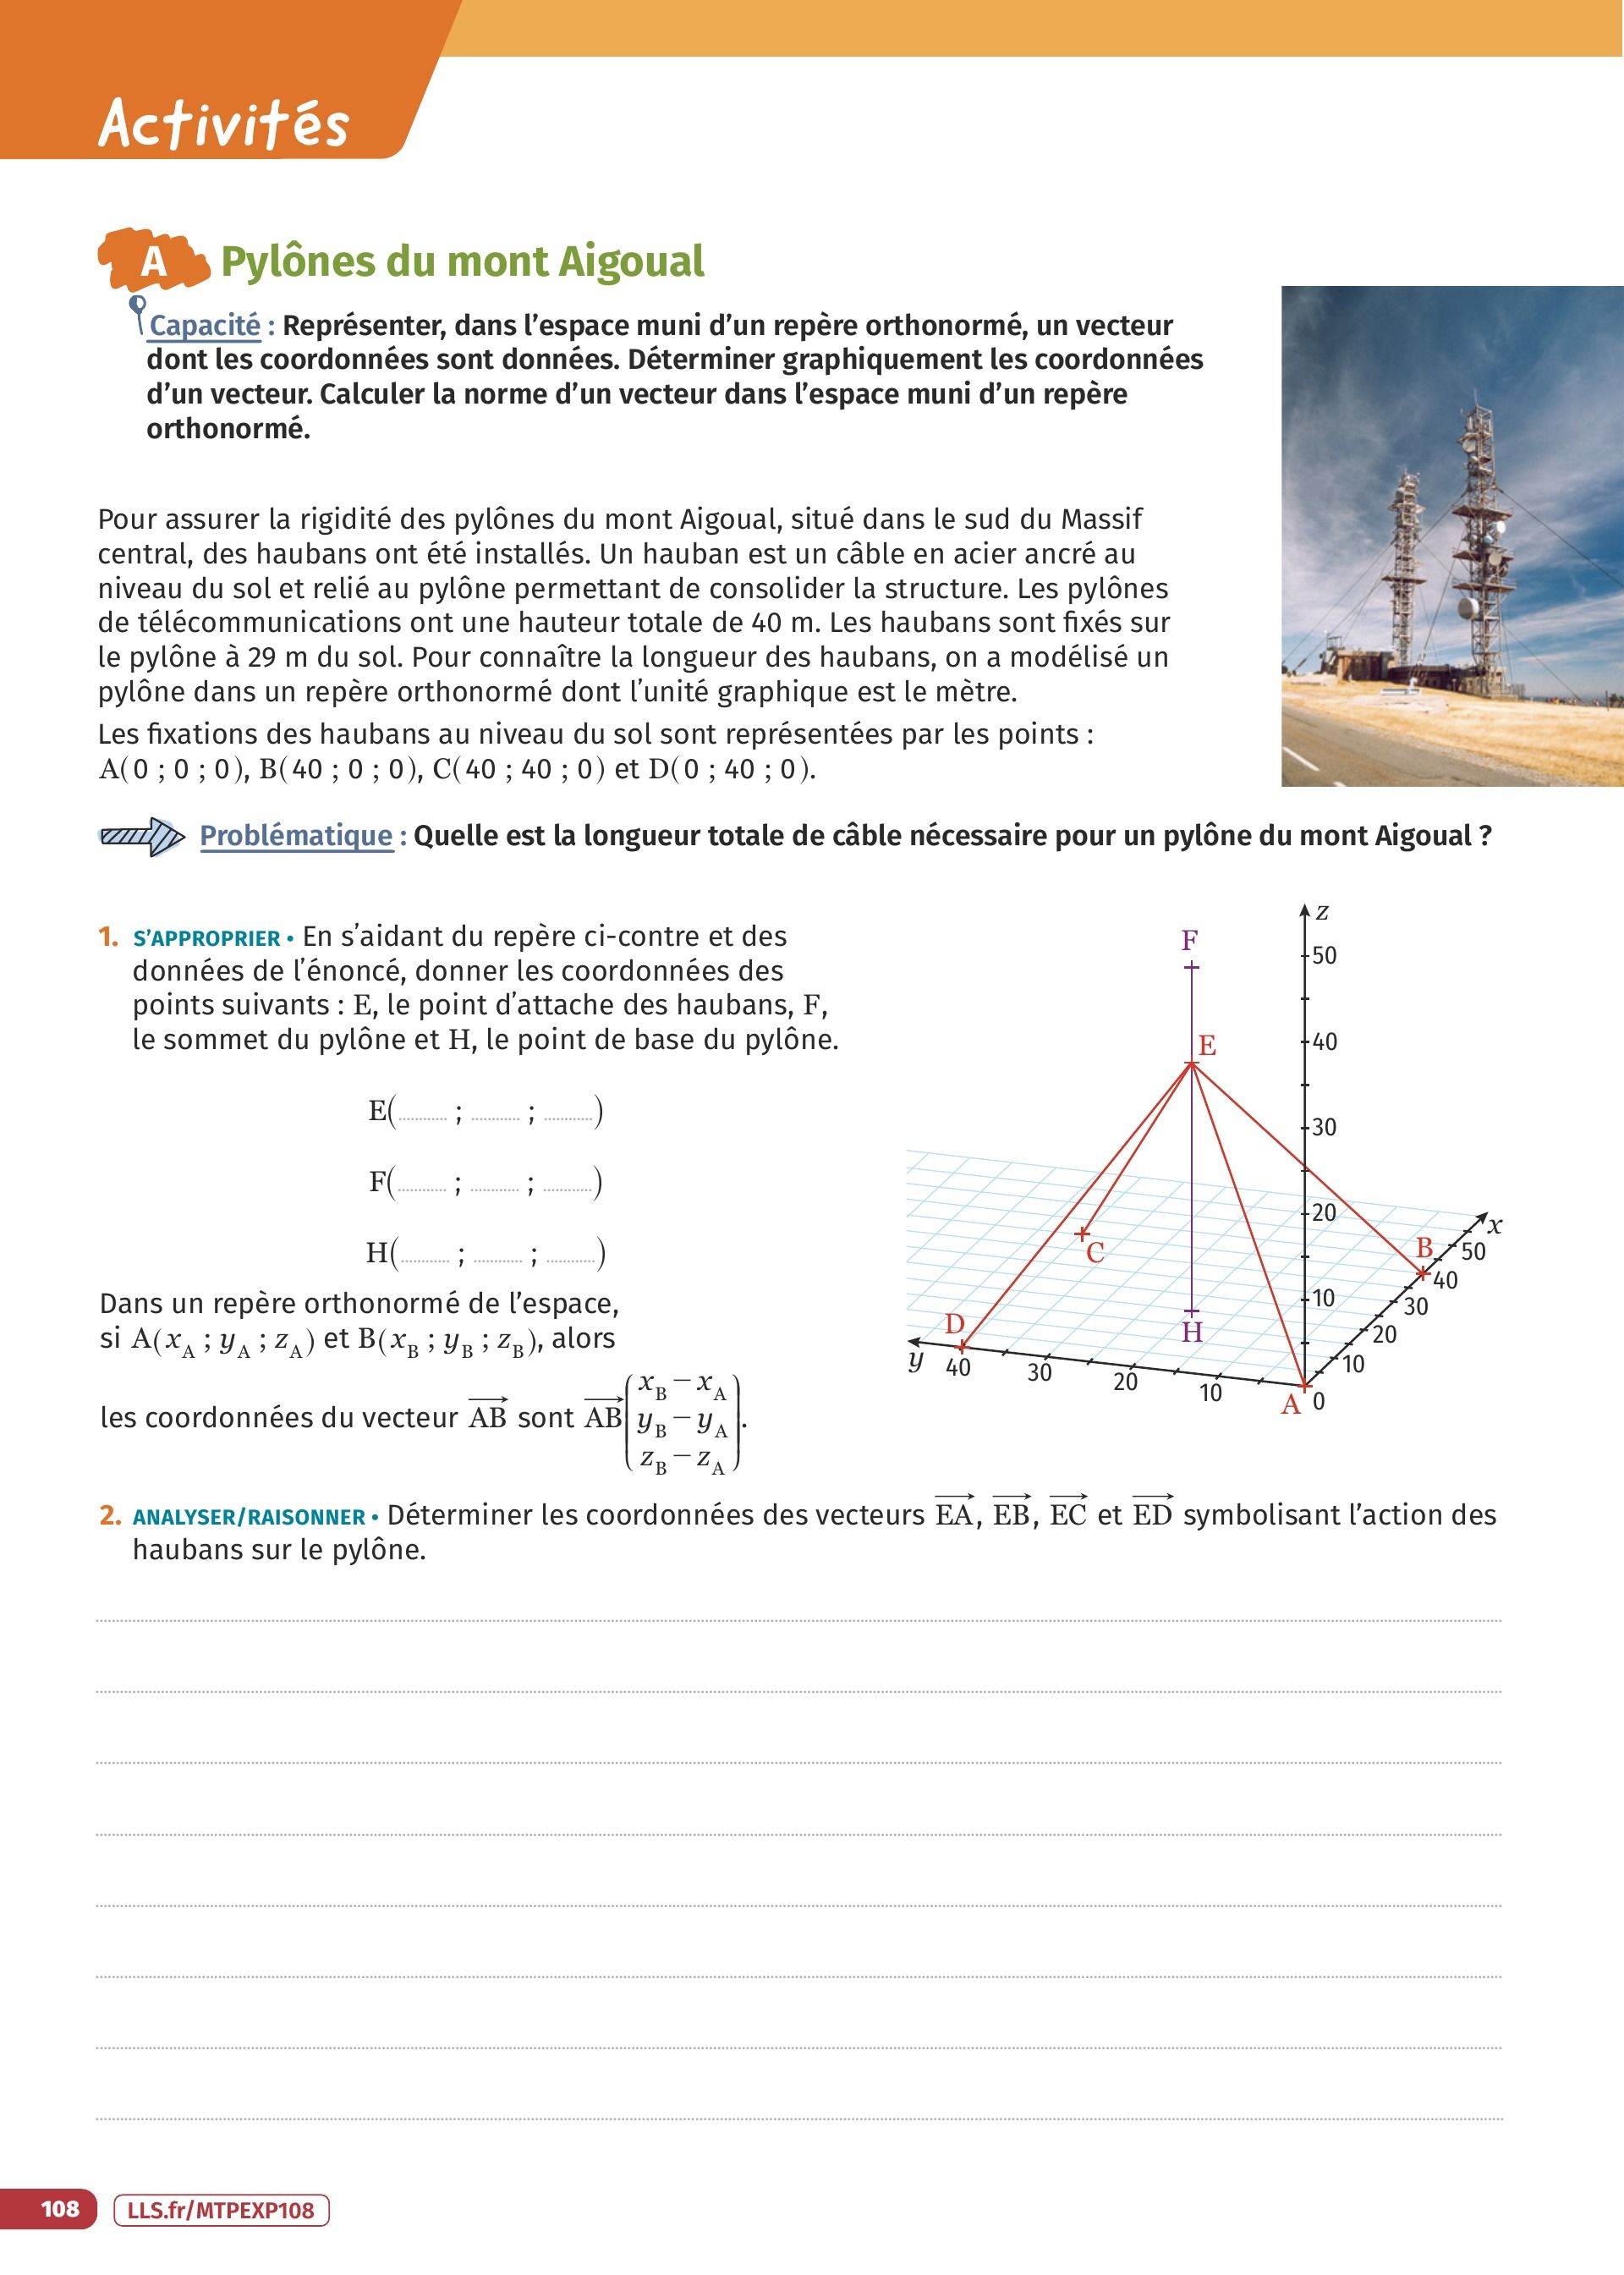 Activités
A Pylônes du mont Aigoual
Capacité : Représenter, dans l’espace muni d’un repère orthonormé, un vecteur
dont les coordonnées sont données. Déterminer graphiquement les coordonnées
d’un vecteur. Calculer la norme d’un vecteur dans l’espace muni d’un repère
orthonormé.
Pour assurer la rigidité des pylônes du mont Aigoual, situé dans le sud du Massif
central, des haubans ont été installés. Un hauban est un câble en acier ancré au
niveau du sol et relié au pylône permettant de consolider la structure. Les pylônes
de télécommunications ont une hauteur totale de 40 m. Les haubans sont fixés sur
le pylône à 29 m du sol. Pour connaître la longueur des haubans, on a modélisé un
pylône dans un repère orthonormé dont l’unité graphique est le mètre.
Les fixations des haubans au niveau du sol sont représentées par les points :
A(0 ; 0 ; 0), B(40 ; 0 ; 0), C(40 ; 40 ; 0) et D(0 ; 40 ; 0).
Problématique : Quelle est la longueur totale de câble nécessaire pour un pylône du mont Aigoual ?
1. S’APPROPRIER • En s’aidant du repère ci-contre et des
données de l’énoncé, donner les coordonnées des
points suivants : E, le point d’attache des haubans, F,
le sommet du pylône et H, le point de base du pylône.
E(.......... ; .......... ; ..........)
F(.......... ; .......... ; ..........)
H(.......... ; .......... ; ..........)
Dans un repère orthonormé de l’espace,
si A(x_A ; y_A ; z_A) et B(x_B ; y_B ; z_B), alors
x_B − x_A
les coordonnées du vecteur AB sont AB y_B − y_A .
z_B − z_A
z
F
50
E
40
30
20
x
B
50
C
40
10
30
D
H
20
y
40
30
10
20
10
A
0
2. ANALYSER/RAISONNER • Déterminer les coordonnées des vecteurs EA, EB, EC et ED symbolisant l’action des
haubans sur le pylône.
108
LLS.fr/MTPEXP108